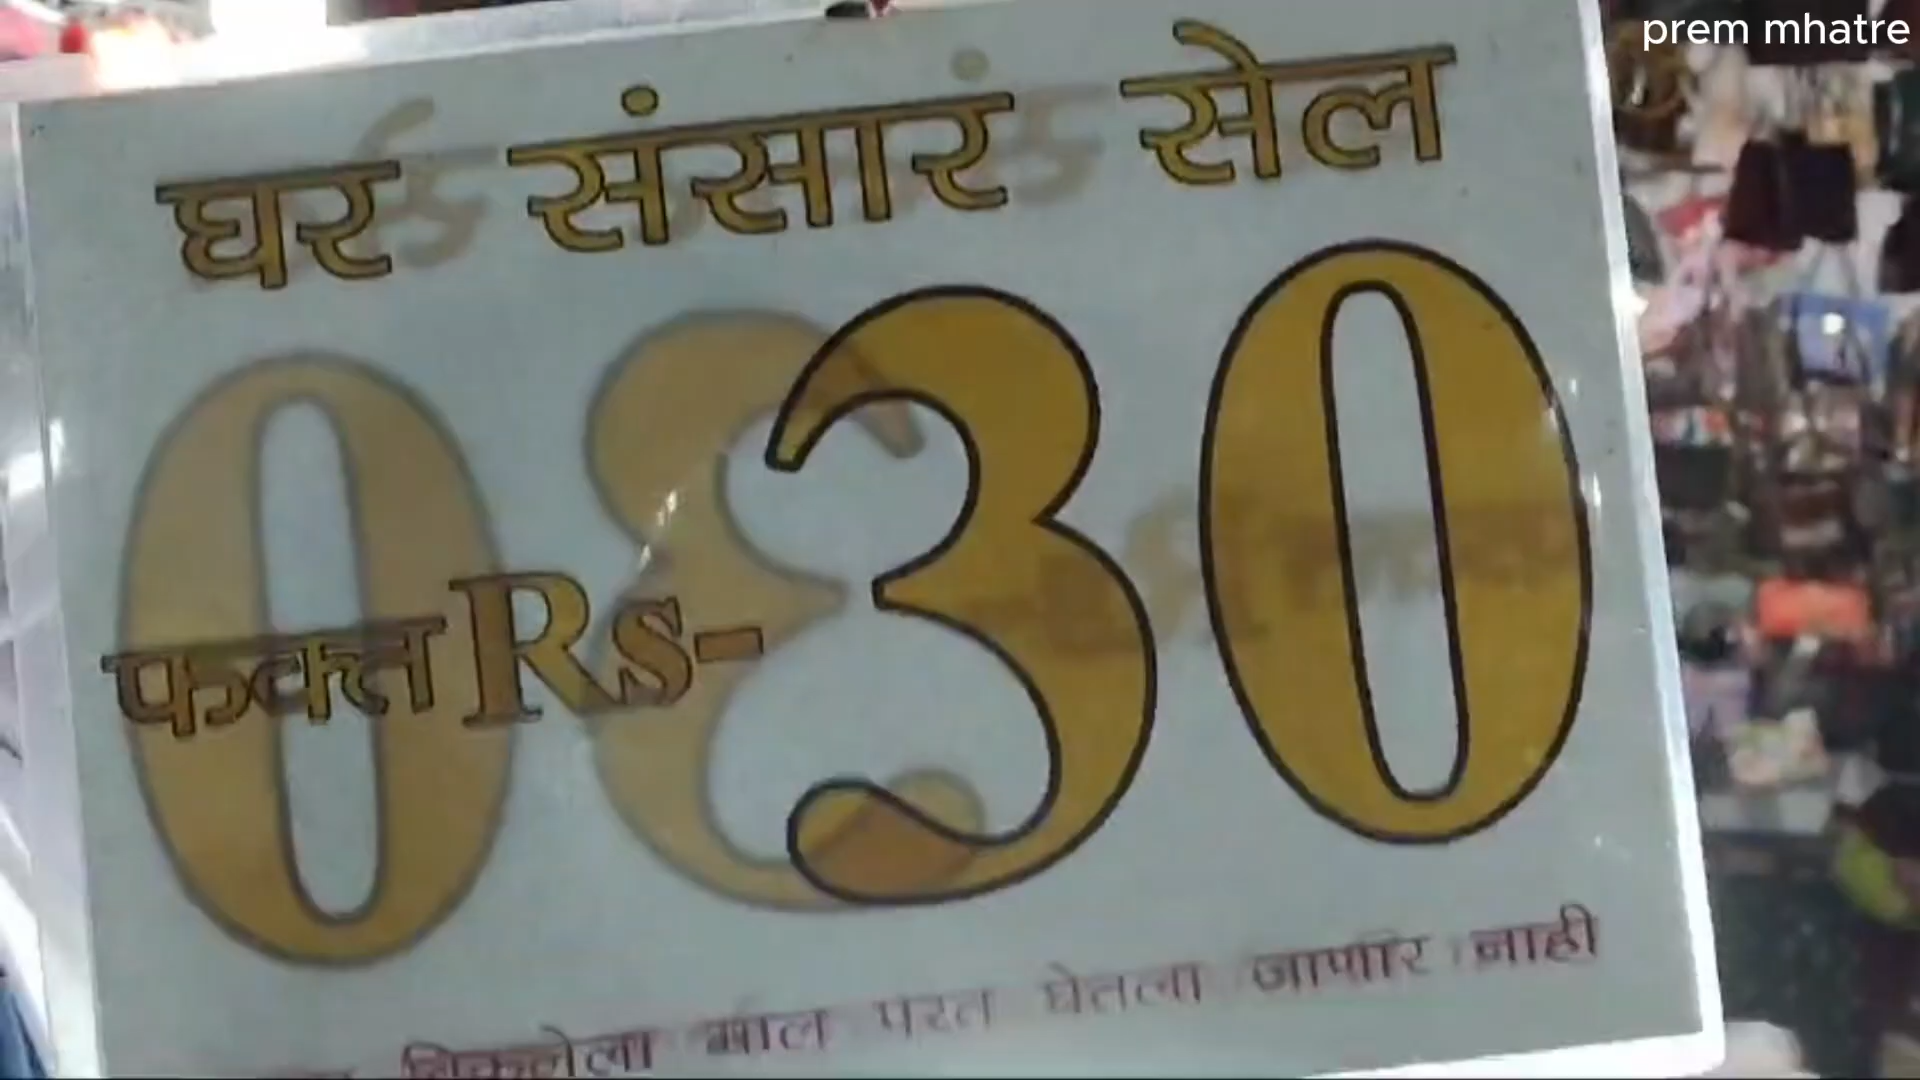 prem mhatre
घर संसार सेल
फक्त Rs- 30
विकलेला माल परत घेतला जाणार नाही